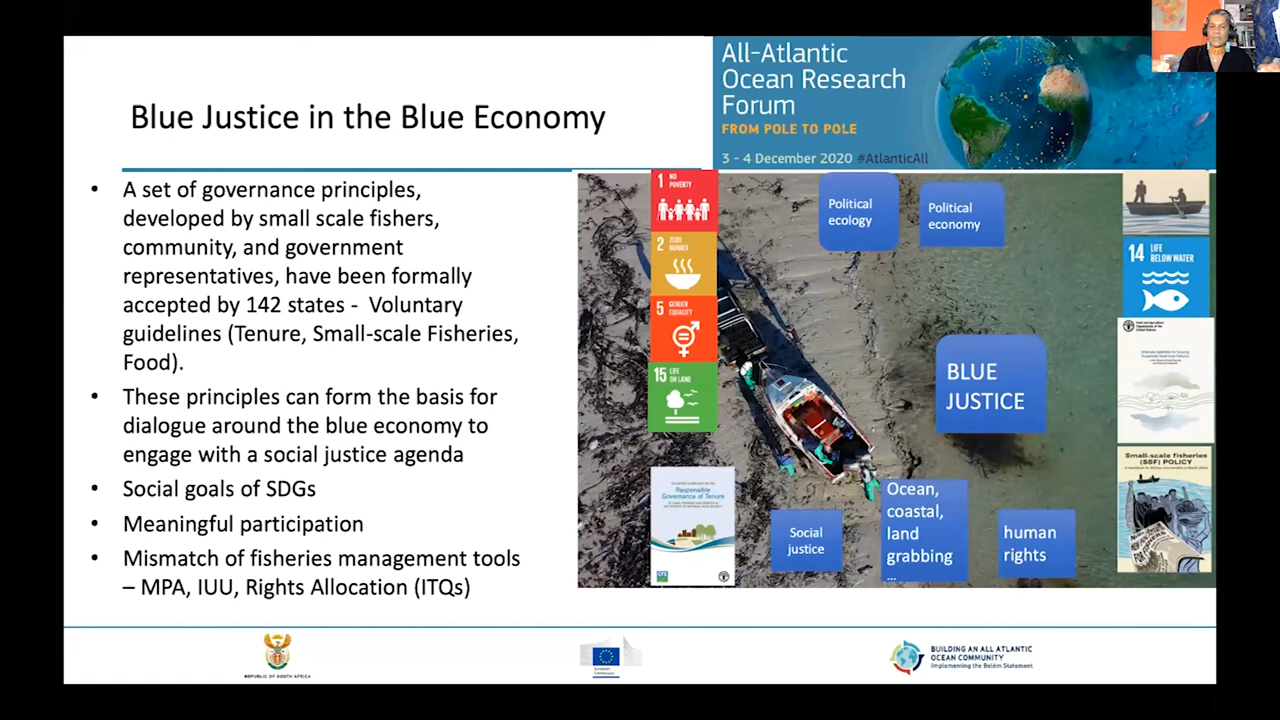 All-Atlantic
Ocean Research
Forum
FROM POLE TO POLE
3 - 4 December 2020 #AtlanticAll
Blue Justice in the Blue Economy
• A set of governance principles,
developed by small scale fishers,
community, and government
representatives, have been formally
accepted by 142 states - Voluntary
guidelines (Tenure, Small-scale Fisheries,
Food).
• These principles can form the basis for
dialogue around the blue economy to
engage with a social justice agenda
• Social goals of SDGs
• Meaningful participation
• Mismatch of fisheries management tools
– MPA, IUU, Rights Allocation (ITQs)
1 NO
POVERTY
2 ZERO
HUNGER
5 GENDER
EQUALITY
15 LIFE
ON LAND
Responsible
Governance of Tenure
Political
ecology
Political
economy
BLUE
JUSTICE
Social
justice
Ocean,
coastal,
land
grabbing
...
human
rights
14 LIFE
BELOW WATER
Small-scale fisheries
(SSF) POLICY
REPUBLIC OF SOUTH AFRICA
European
Commission
BUILDING AN ALL ATLANTIC
OCEAN COMMUNITY
Implementing the Belém Statement